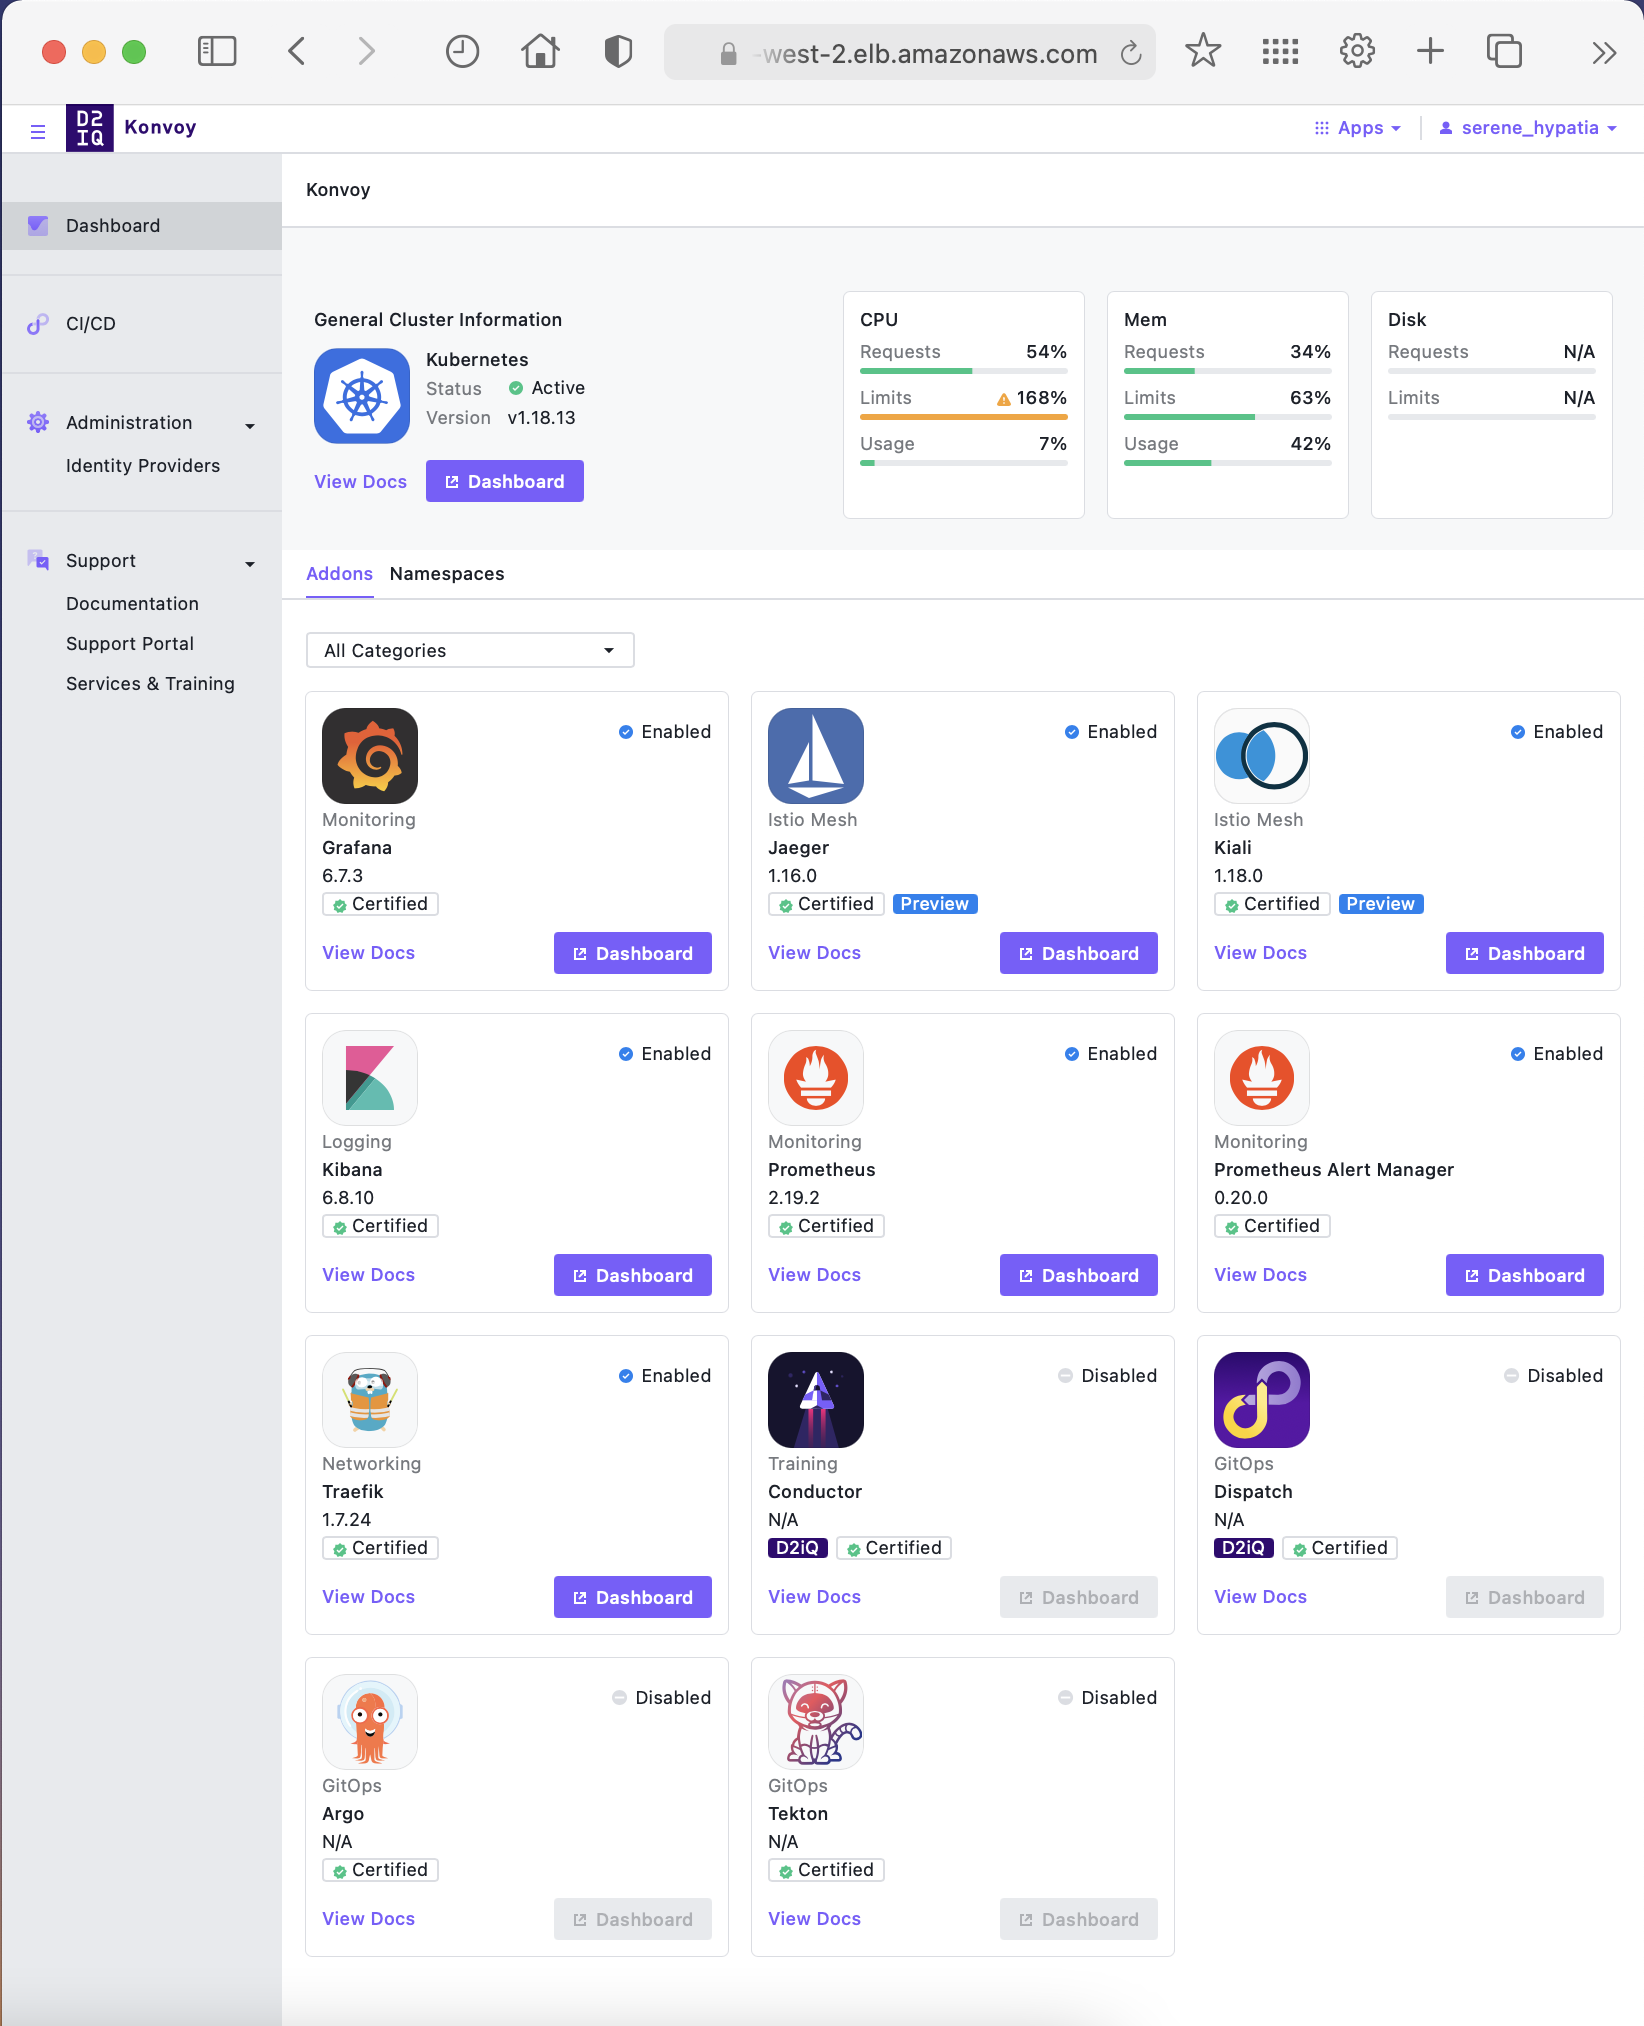 -west-2.elb.amazonaws.com
D2
IQ
Konvoy
Apps
serene_hypatia
Dashboard
CI/CD
Administration
Identity Providers
Support
Documentation
Support Portal
Services & Training
Konvoy
General Cluster Information
Kubernetes
Status Active
Version v1.18.13
View Docs Dashboard
CPU
Requests 54%
Limits 168%
Usage 7%
Mem
Requests 34%
Limits 63%
Usage 42%
Disk
Requests N/A
Limits N/A
Addons Namespaces
All Categories
Enabled
Monitoring
Grafana
6.7.3
Certified
View Docs Dashboard
Enabled
Istio Mesh
Jaeger
1.16.0
Certified Preview
View Docs Dashboard
Enabled
Istio Mesh
Kiali
1.18.0
Certified Preview
View Docs Dashboard
Enabled
Logging
Kibana
6.8.10
Certified
View Docs Dashboard
Enabled
Monitoring
Prometheus
2.19.2
Certified
View Docs Dashboard
Enabled
Monitoring
Prometheus Alert Manager
0.20.0
Certified
View Docs Dashboard
Enabled
Networking
Traefik
1.7.24
Certified
View Docs Dashboard
Disabled
Training
Conductor
N/A
D2iQ Certified
View Docs Dashboard
Disabled
GitOps
Dispatch
N/A
D2iQ Certified
View Docs Dashboard
Disabled
GitOps
Argo
N/A
Certified
View Docs Dashboard
Disabled
GitOps
Tekton
N/A
Certified
View Docs Dashboard